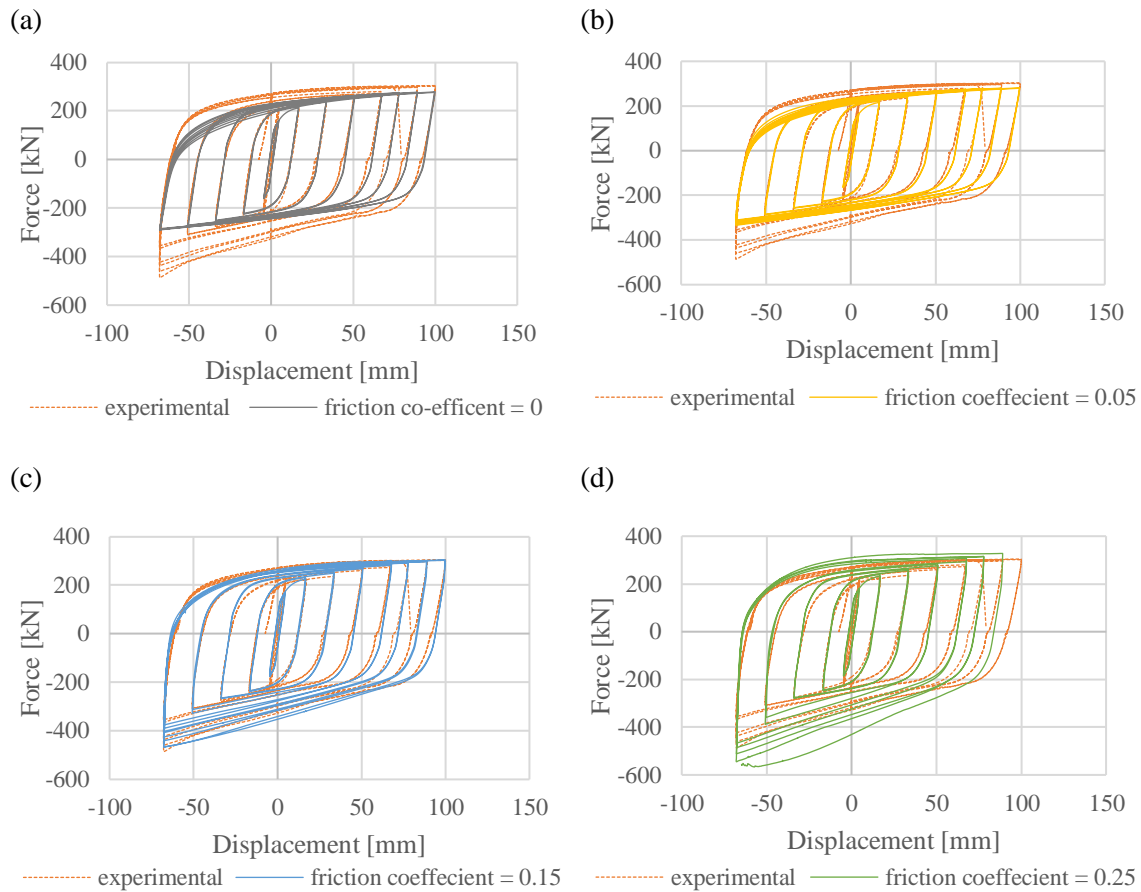 (a)
400
200
0
-200
-400
-600
-100 -50 0 50 100 150
Force [kN]
Displacement [mm]
experimental friction co-efficent = 0
(b)
400
200
0
-200
-400
-600
-100 -50 0 50 100 150
Force [kN]
Displacement [mm]
experimental friction coeffecient = 0.05
(c)
400
200
0
-200
-400
-600
-100 -50 0 50 100 150
Force [kN]
Displacement [mm]
experimental friction coeffecient = 0.15
(d)
400
200
0
-200
-400
-600
-100 -50 0 50 100 150
Force [kN]
Displacement [mm]
experimental friction coeffecient = 0.25